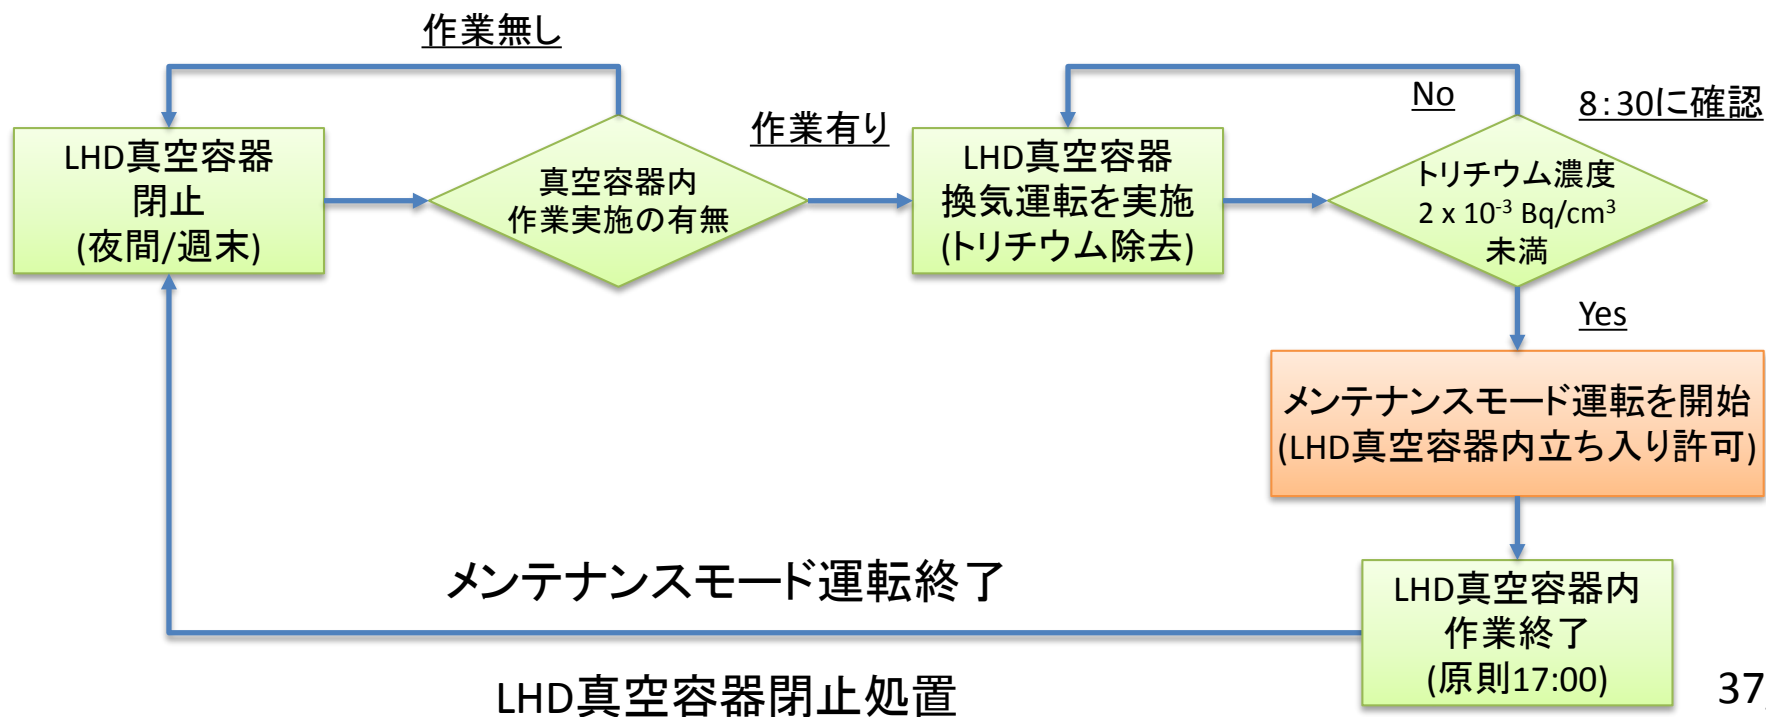 作業無し
LHD真空容器
閉止
(夜間/週末)
真空容器内
作業実施の有無
作業有り
LHD真空容器
換気運転を実施
(トリチウム除去)
No
8:30に確認
トリチウム濃度
2 x 10⁻³ Bq/cm³
未満
Yes
メンテナンスモード運転を開始
(LHD真空容器内立ち入り許可)
LHD真空容器内
作業終了
(原則17:00)
メンテナンスモード運転終了
LHD真空容器閉止処置
37